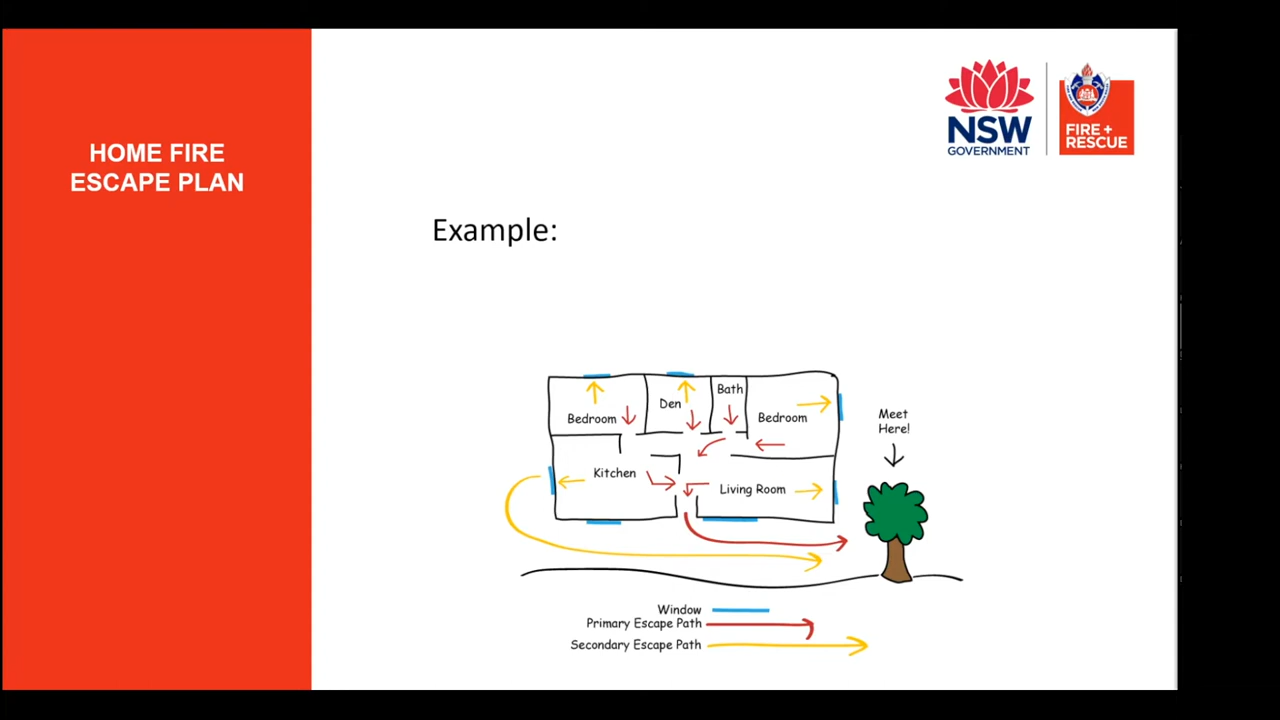 HOME FIRE
ESCAPE PLAN
NSW
GOVERNMENT
FIRE +
RESCUE
Example:
Bedroom
Den
Bath
Bedroom
Meet
Here!
Kitchen
Living Room
Window
Primary Escape Path
Secondary Escape Path